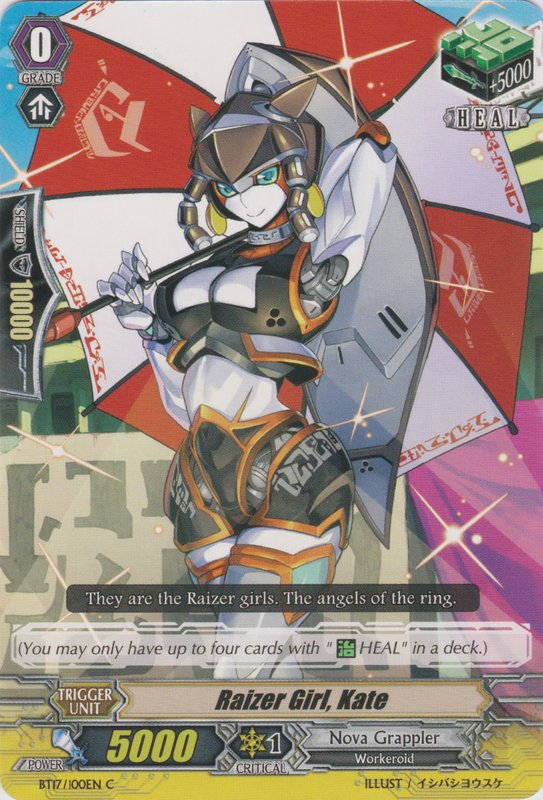 0
GRADE
治
+5000
HEAL
SHIELD
10000
They are the Raizer girls. The angels of the ring.
(You may only have up to four cards with " 治 HEAL" in a deck.)
TRIGGER
UNIT
Raizer Girl, Kate
POWER
5000
1
CRITICAL
Nova Grappler
Workeroid
BT17/100EN C
ILLUST / イシバシヨウスケ